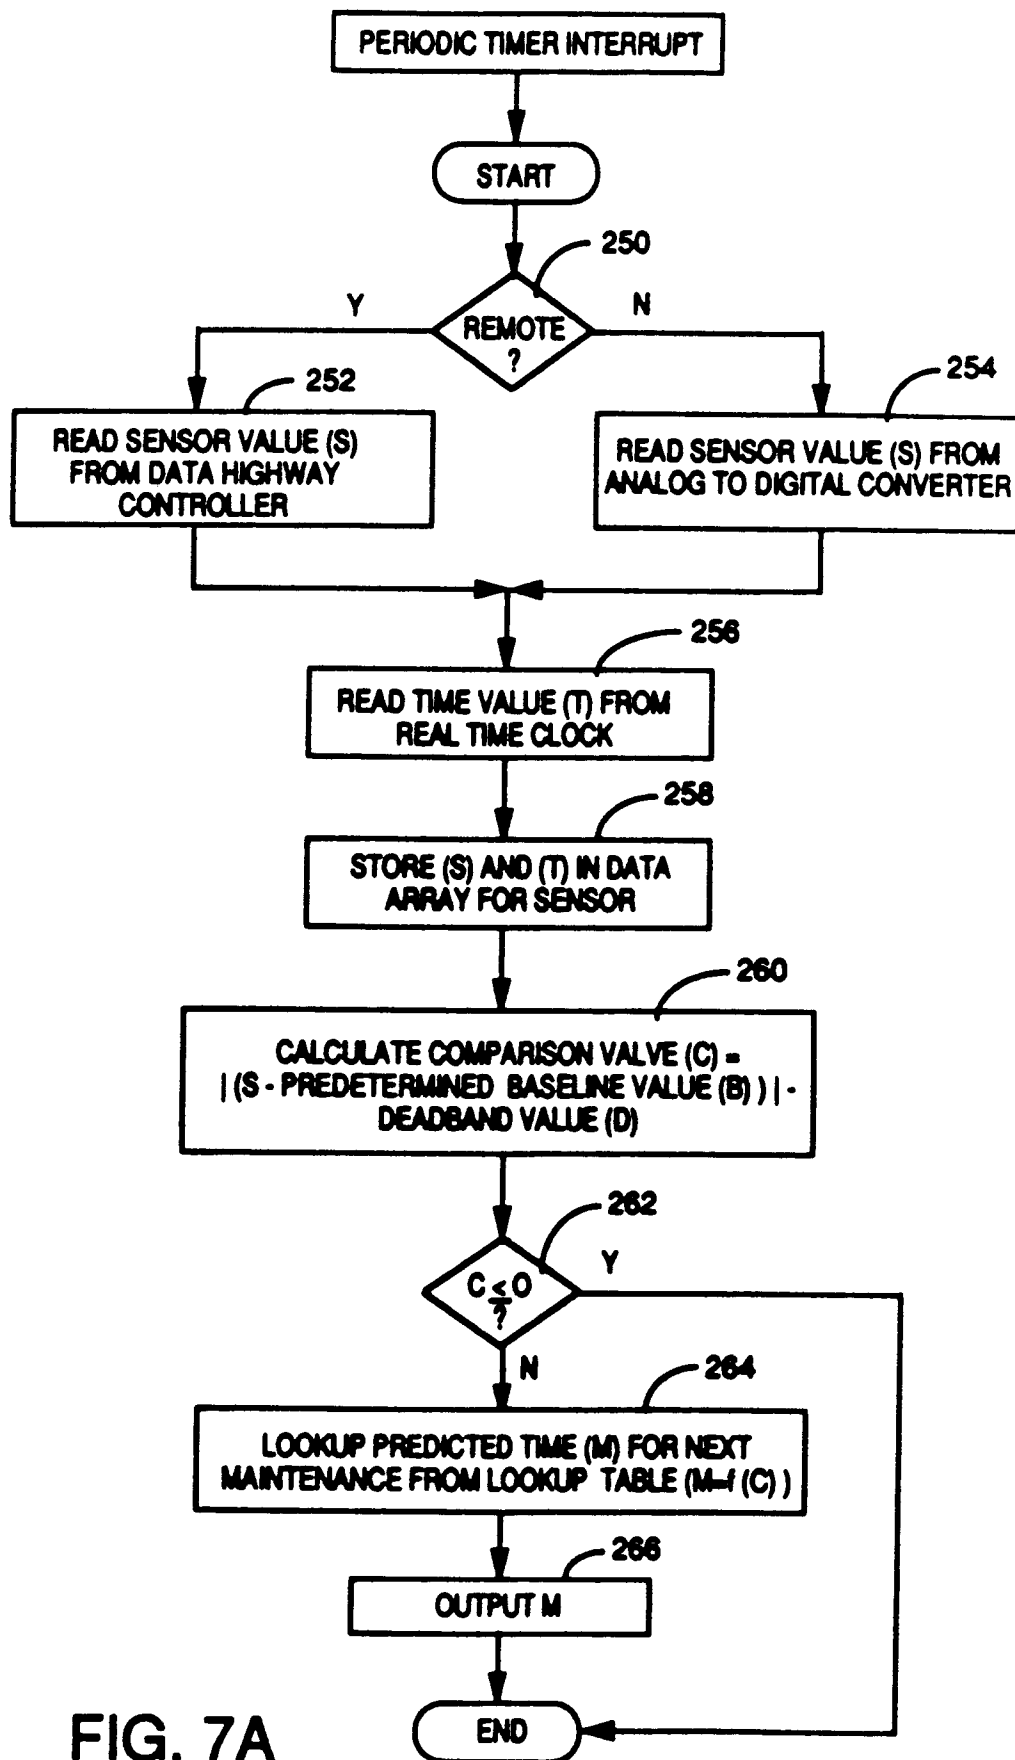 PERIODIC TIMER INTERRUPT
START
250
REMOTE
?
Y
N
252
254
READ SENSOR VALUE (S)
FROM DATA HIGHWAY
CONTROLLER
READ SENSOR VALUE (S) FROM
ANALOG TO DIGITAL CONVERTER
256
READ TIME VALUE (T) FROM
REAL TIME CLOCK
258
STORE (S) AND (T) IN DATA
ARRAY FOR SENSOR
260
CALCULATE COMPARISON VALVE (C) =
| (S - PREDETERMINED BASELINE VALUE (B) ) | -
DEADBAND VALUE (D)
262
C ≤ O
?
Y
N
264
LOOKUP PREDICTED TIME (M) FOR NEXT
MAINTENANCE FROM LOOKUP TABLE (M=f (C) )
266
OUTPUT M
END
FIG. 7A